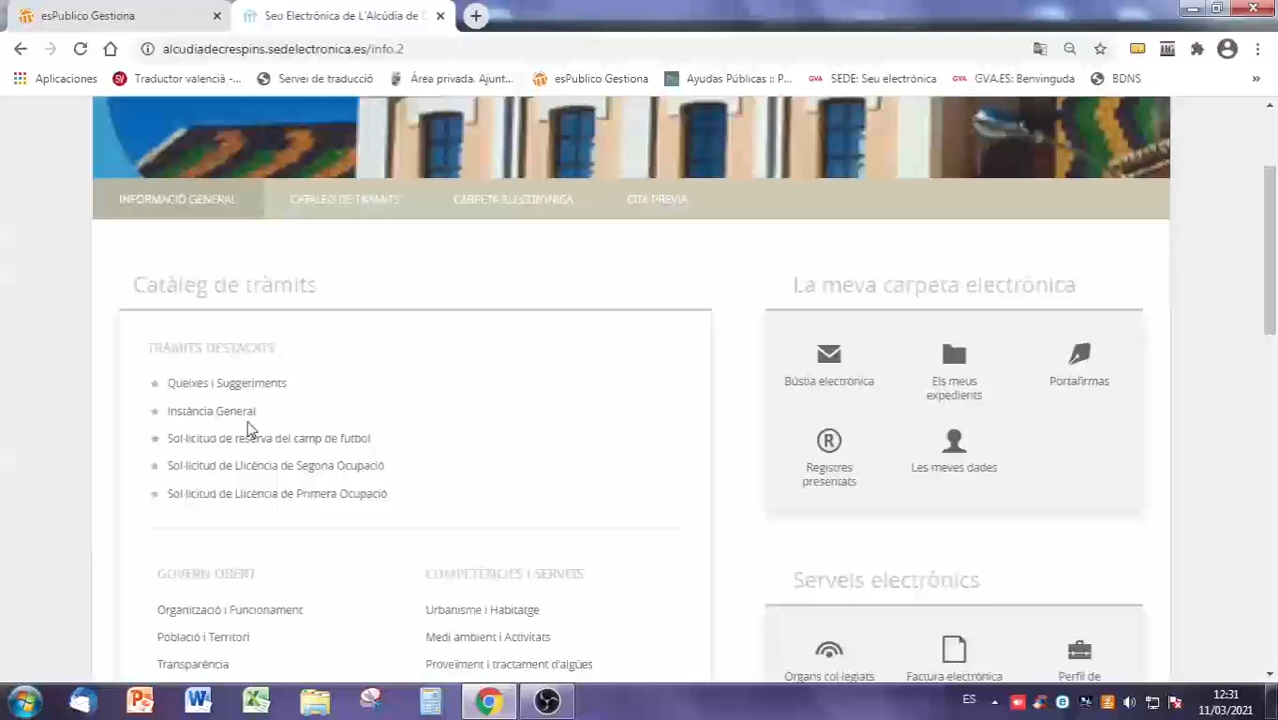 esPublico Gestiona
Seu Electrònica de L'Alcúdia de C
alcudiadecrespins.sedelectronica.es/info.2
Aplicaciones
Traductor valencià -...
Servei de traducció
Área privada. Ajunt...
esPublico Gestiona
Ayudas Públicas :: P...
SEDE: Seu electrònica
GVA.ES: Benvinguda
BDNS
INFORMACIÓ GENERAL
CATÀLEG DE TRÀMITS
CARPETA ELECTRÒNICA
CITA PREVIA
Catàleg de tràmits
TRÀMITS DESTACATS
Queixes i Suggeriments
Instància General
Sol·licitud de reserva del camp de futbol
Sol·licitud de Llicència de Segona Ocupació
Sol·licitud de Llicència de Primera Ocupació
GOVERN OBERT
Organització i Funcionament
Població i Territori
Transparència
COMPETÈNCIES I SERVEIS
Urbanisme i Habitatge
Medi ambient i Activitats
Proveïment i tractament d'aigües
La meva carpeta electrònica
Bústia electrònica
Els meus
expedients
Portafirmas
Registres
presentats
Les meves dades
Serveis electrònics
Òrgans col·legiats
Factura electrònica
Perfil de
ES
12:31
11/03/2021